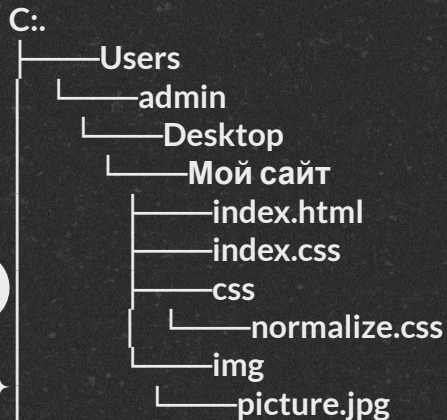 C:.
├───Users
│ └───admin
│ └───Desktop
│ └───Мой сайт
│ ├───index.html
│ ├───index.css
│ ├───css
│ │ └───normalize.css
│ └───img
│ └───picture.jpg